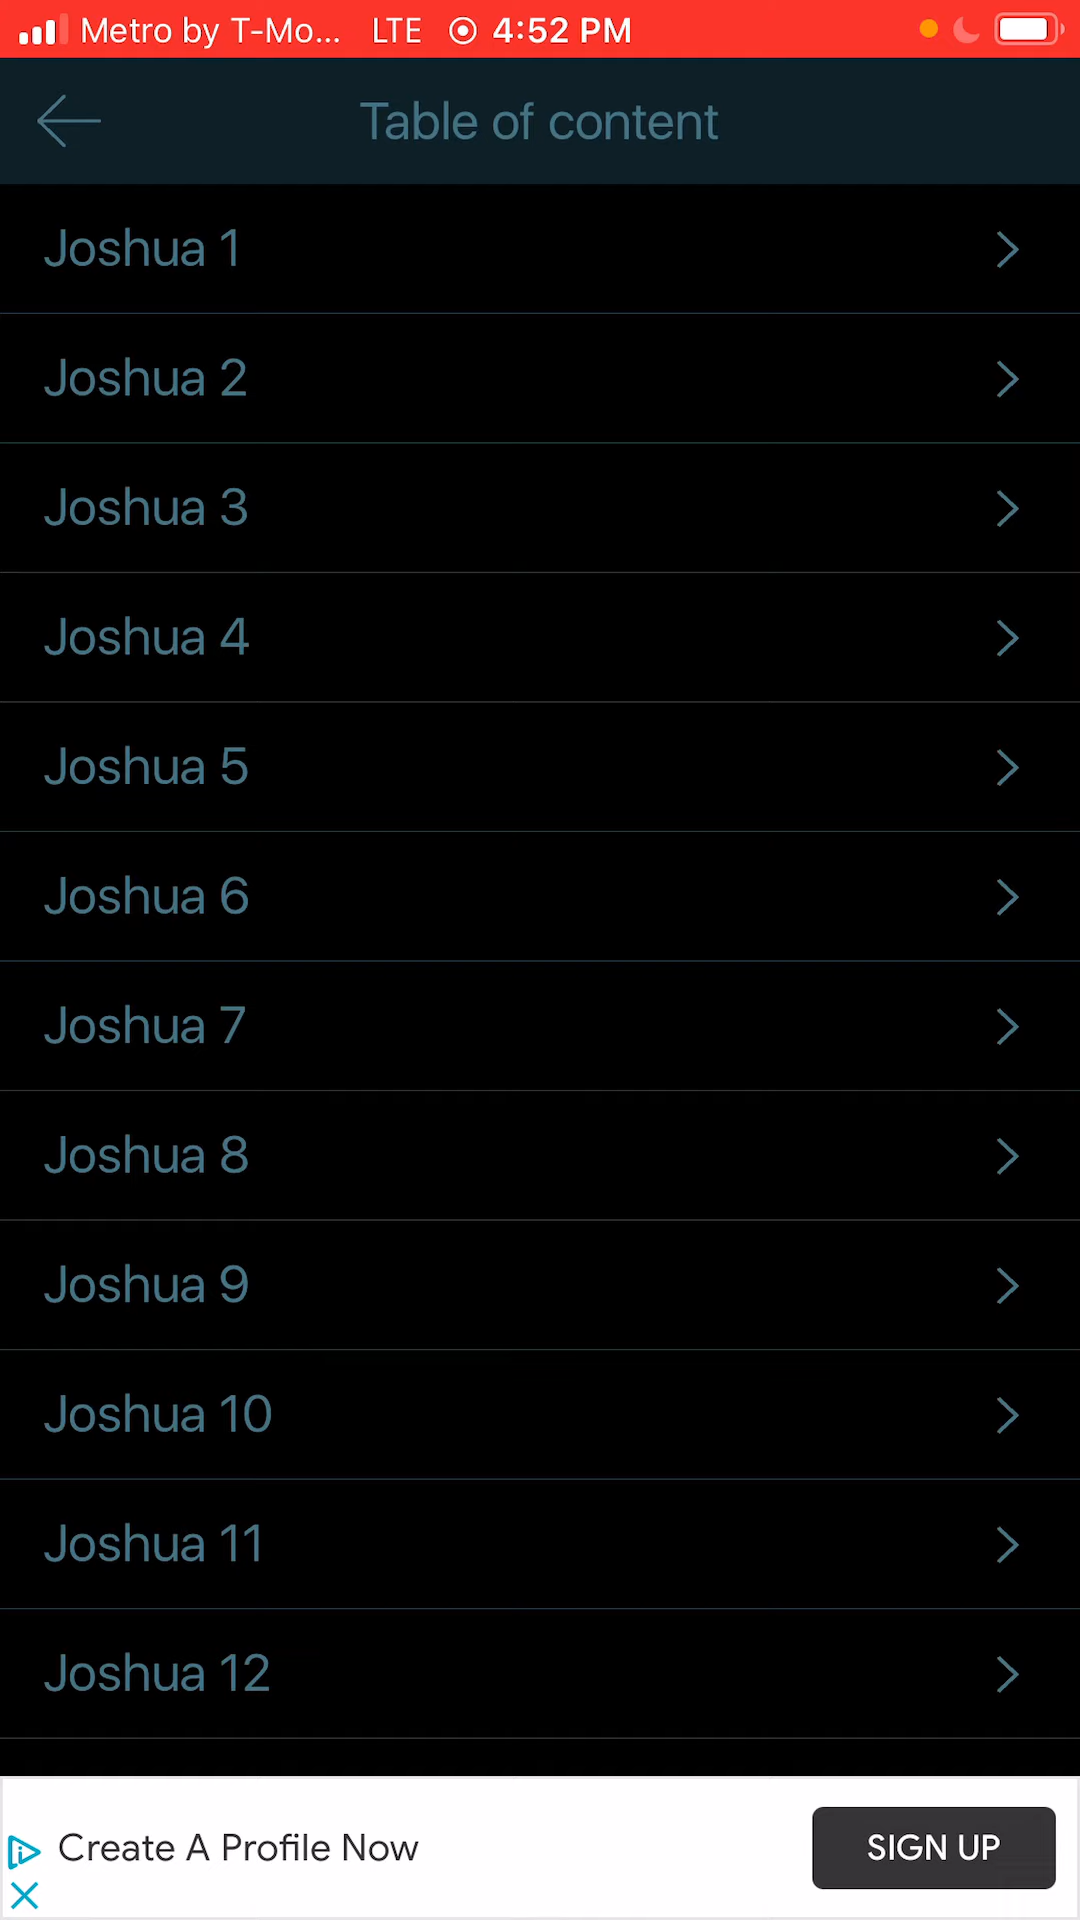 Metro by T-Mo... LTE 4:52 PM
Table of content
Joshua 1
Joshua 2
Joshua 3
Joshua 4
Joshua 5
Joshua 6
Joshua 7
Joshua 8
Joshua 9
Joshua 10
Joshua 11
Joshua 12
Create A Profile Now
SIGN UP